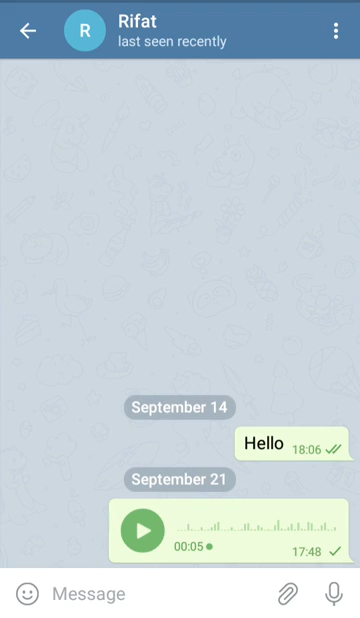 Rifat
last seen recently
R
September 14
Hello 18:06
September 21
00:05
17:48
Message